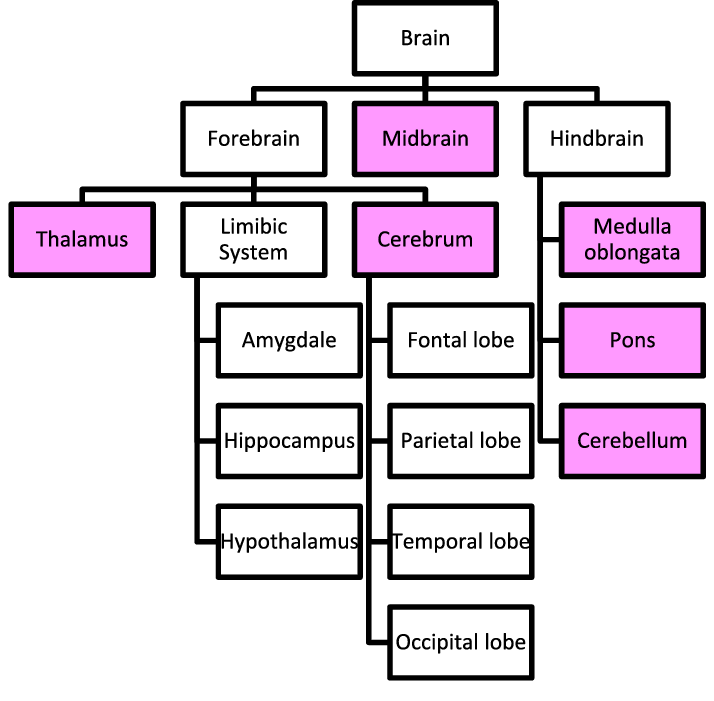 Brain
Forebrain
Midbrain
Hindbrain
Thalamus
Limibic
System
Cerebrum
Medulla
oblongata
Amygdale
Fontal lobe
Pons
Hippocampus
Parietal lobe
Cerebellum
Hypothalamus
Temporal lobe
Occipital lobe